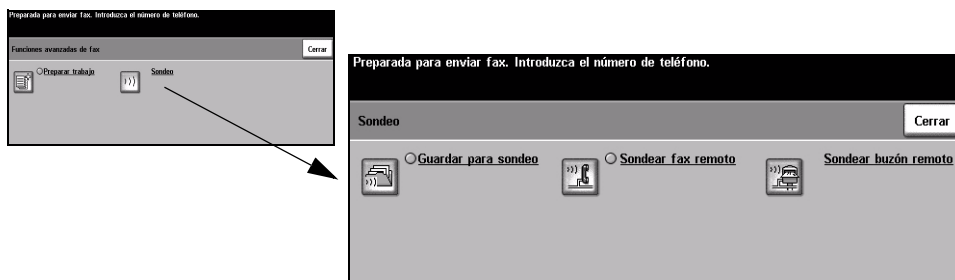 Preparada para enviar fax. Introduzca el número de teléfono.
Funciones avanzadas de fax
Cerrar
Preparar trabajo
Sondeo
Preparada para enviar fax. Introduzca el número de teléfono.
Sondeo
Cerrar
Guardar para sondeo
Sondear fax remoto
Sondear buzón remoto